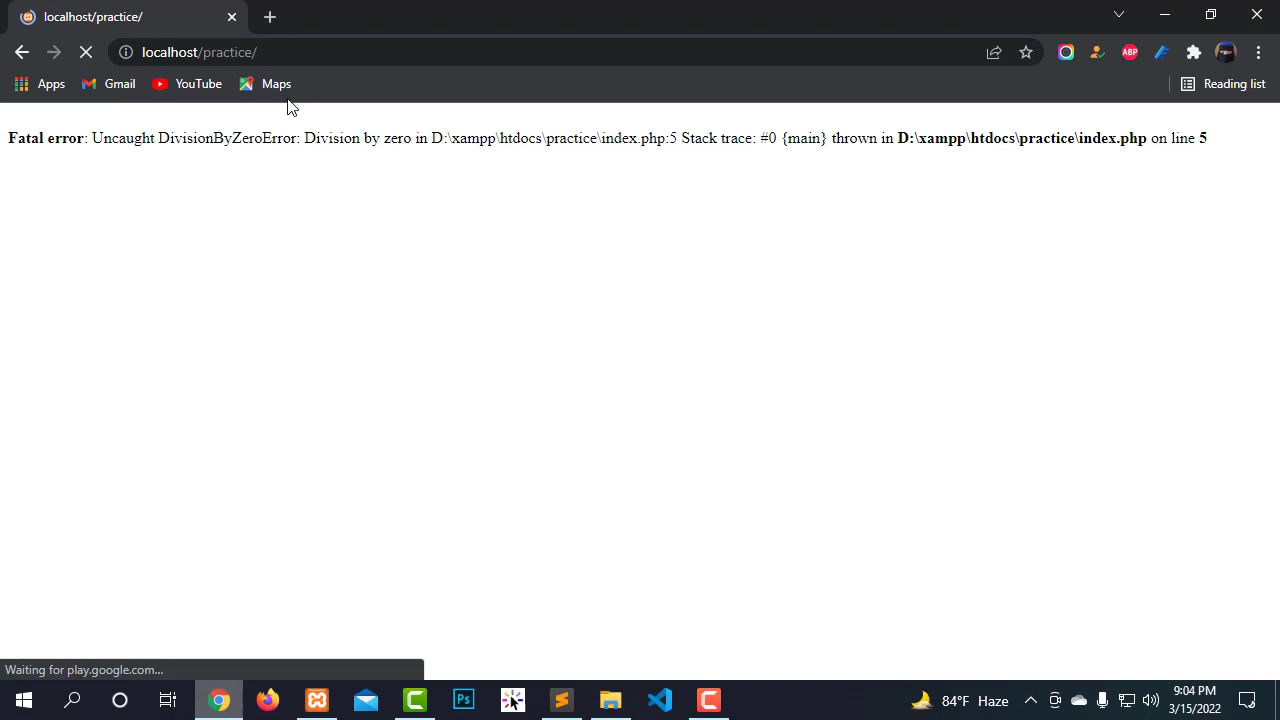 localhost/practice/
localhost/practice/
ABP
Apps Gmail YouTube Maps Reading list
Fatal error: Uncaught DivisionByZeroError: Division by zero in D:\xampp\htdocs\practice\index.php:5 Stack trace: #0 {main} thrown in D:\xampp\htdocs\practice\index.php on line 5
Waiting for play.google.com...
Ps
84°F Haze
9:04 PM
3/15/2022